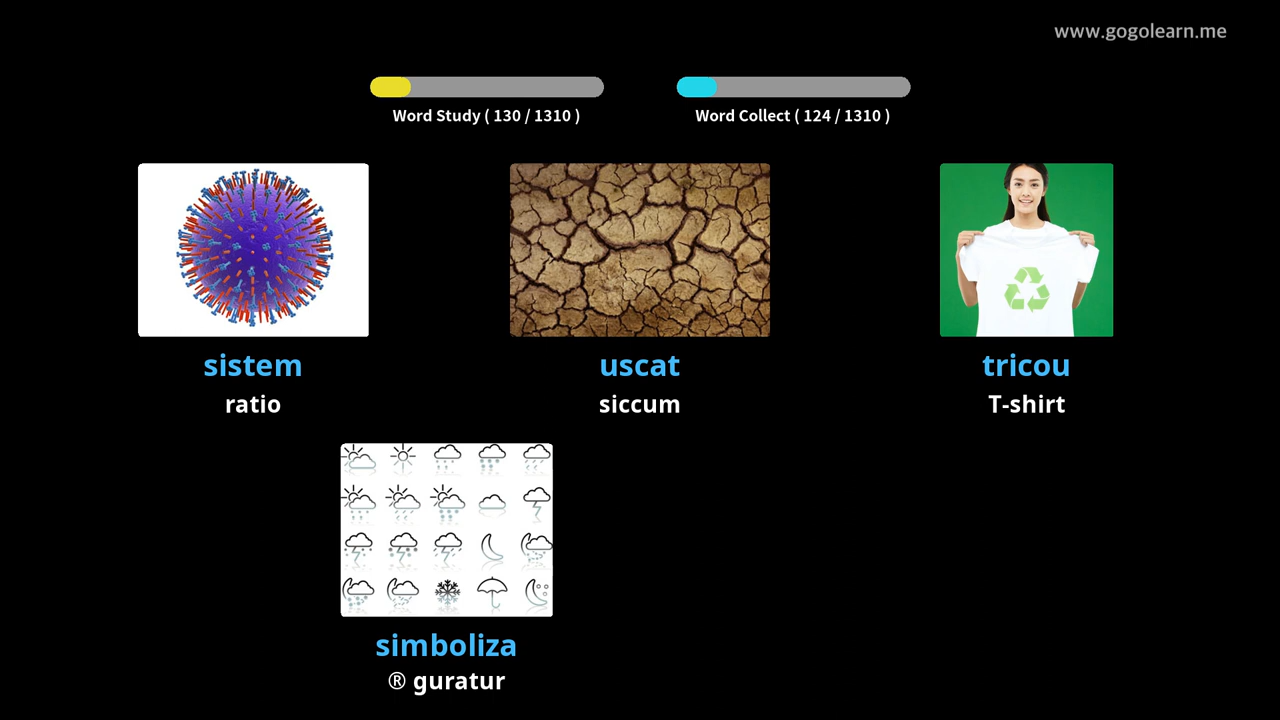 www.gogolearn.me
Word Study ( 130 / 1310 )
Word Collect ( 124 / 1310 )
sistem
ratio
uscat
siccum
tricou
T-shirt
simboliza
® guratur